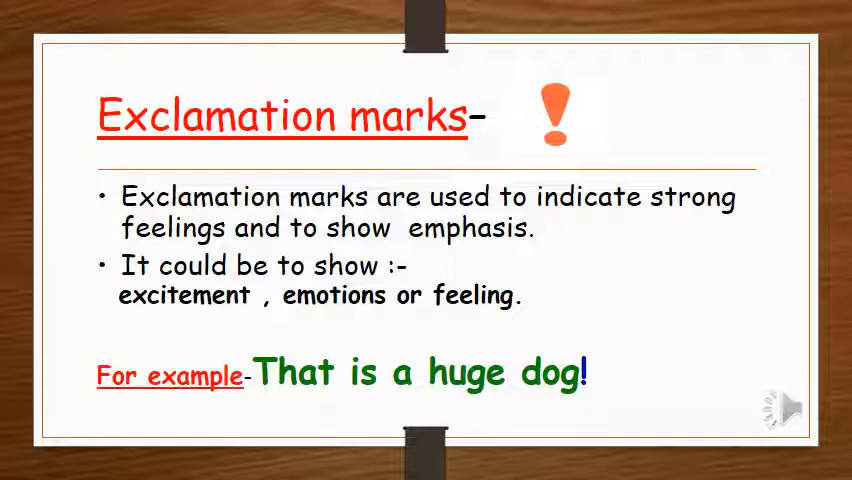 Exclamation marks- !
• Exclamation marks are used to indicate strong
feelings and to show emphasis.
• It could be to show :-
excitement , emotions or feeling.
For example-That is a huge dog!